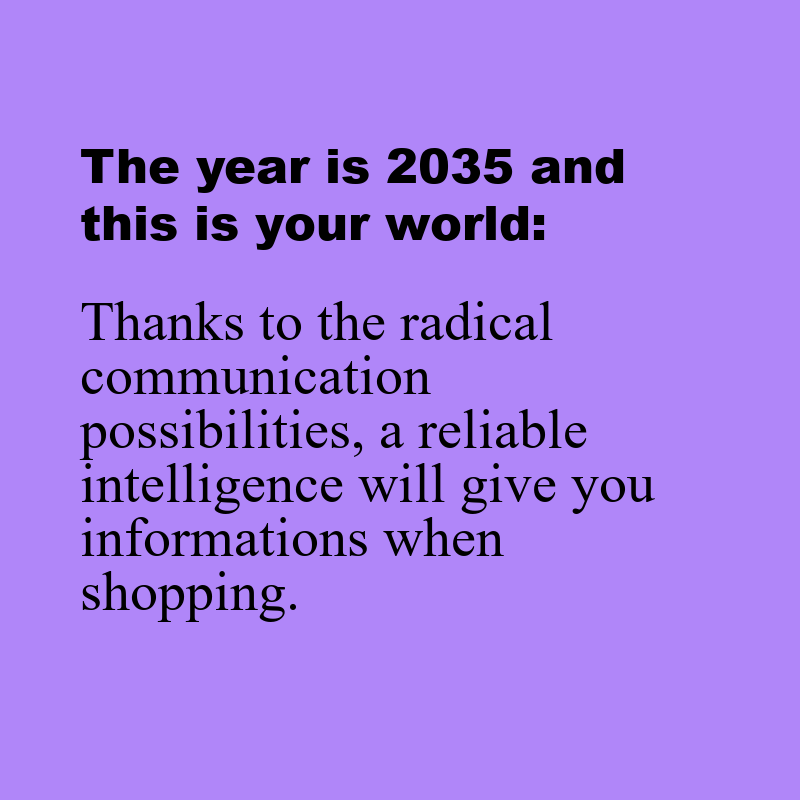 The year is 2035 and
this is your world:
Thanks to the radical
communication
possibilities, a reliable
intelligence will give you
informations when
shopping.